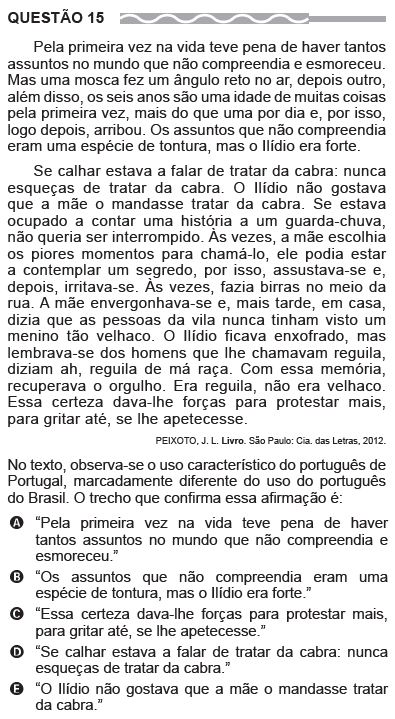 QUESTÃO 15
Pela primeira vez na vida teve pena de haver tantos
assuntos no mundo que não compreendia e esmoreceu.
Mas uma mosca fez um ângulo reto no ar, depois outro,
além disso, os seis anos são uma idade de muitas coisas
pela primeira vez, mais do que uma por dia e, por isso,
logo depois, arribou. Os assuntos que não compreendia
eram uma espécie de tortura, mas o Ilídio era forte.
Se calhar estava a falar de tratar da cabra: nunca
esqueças de tratar da cabra. O Ilídio não gostava
que a mãe o mandasse tratar da cabra. Se estava
ocupado a contar uma história a um guarda-chuva,
não queria ser interrompido. Às vezes, a mãe escolhia
os piores momentos para chamá-lo, ele podia estar
a contemplar um segredo, por isso, assustava-se e,
depois, irritava-se. Às vezes, fazia birras no meio da
rua. A mãe envergonhava-se e, mais tarde, em casa,
dizia que as pessoas da vila nunca tinham visto um
menino tão velhaco. O Ilídio ficava enxofrado, mas
lembrava-se dos homens que lhe chamavam reguila,
diziam ah, reguila de má raça. Com essa memória,
recuperava o orgulho. Era reguila, não era velhaco.
Essa certeza dava-lhe forças para protestar mais,
para gritar até, se lhe apetecesse.
PEIXOTO, J. L. Livro. São Paulo: Cia. das Letras, 2012.
No texto, observa-se o uso característico do português de
Portugal, marcadamente diferente do uso do português
do Brasil. O trecho que confirma essa afirmação é:
A “Pela primeira vez na vida teve pena de haver
tantos assuntos no mundo que não compreendia e
esmoreceu.”
B “Os assuntos que não compreendia eram uma
espécie de tortura, mas o Ilídio era forte.”
C “Essa certeza dava-lhe forças para protestar mais,
para gritar até, se lhe apetecesse.”
D “Se calhar estava a falar de tratar da cabra: nunca
esqueças de tratar da cabra.”
E “O Ilídio não gostava que a mãe o mandasse tratar
da cabra.”